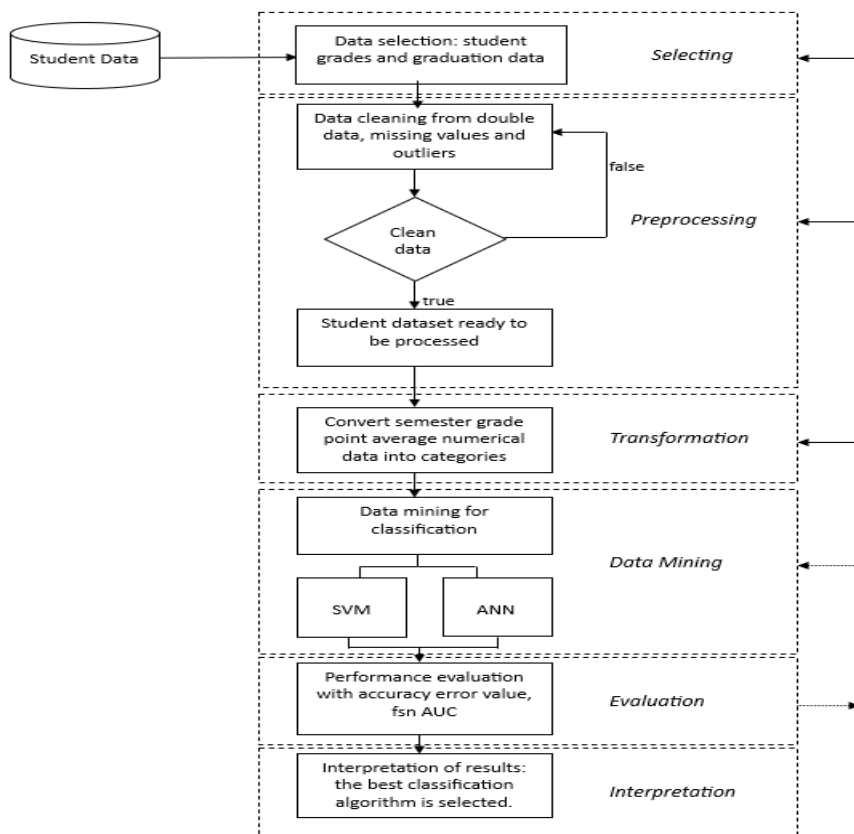 Student Data
Data selection: student
grades and graduation data
Selecting
Data cleaning from double
data, missing values and
outliers
false
Clean
data
Preprocessing
true
Student dataset ready to
be processed
Convert semester grade
point average numerical
data into categories
Transformation
Data mining for
classification
Data Mining
SVM
ANN
Performance evaluation
with accuracy error value,
fsn AUC
Evaluation
Interpretation of results:
the best classification
algorithm is selected.
Interpretation